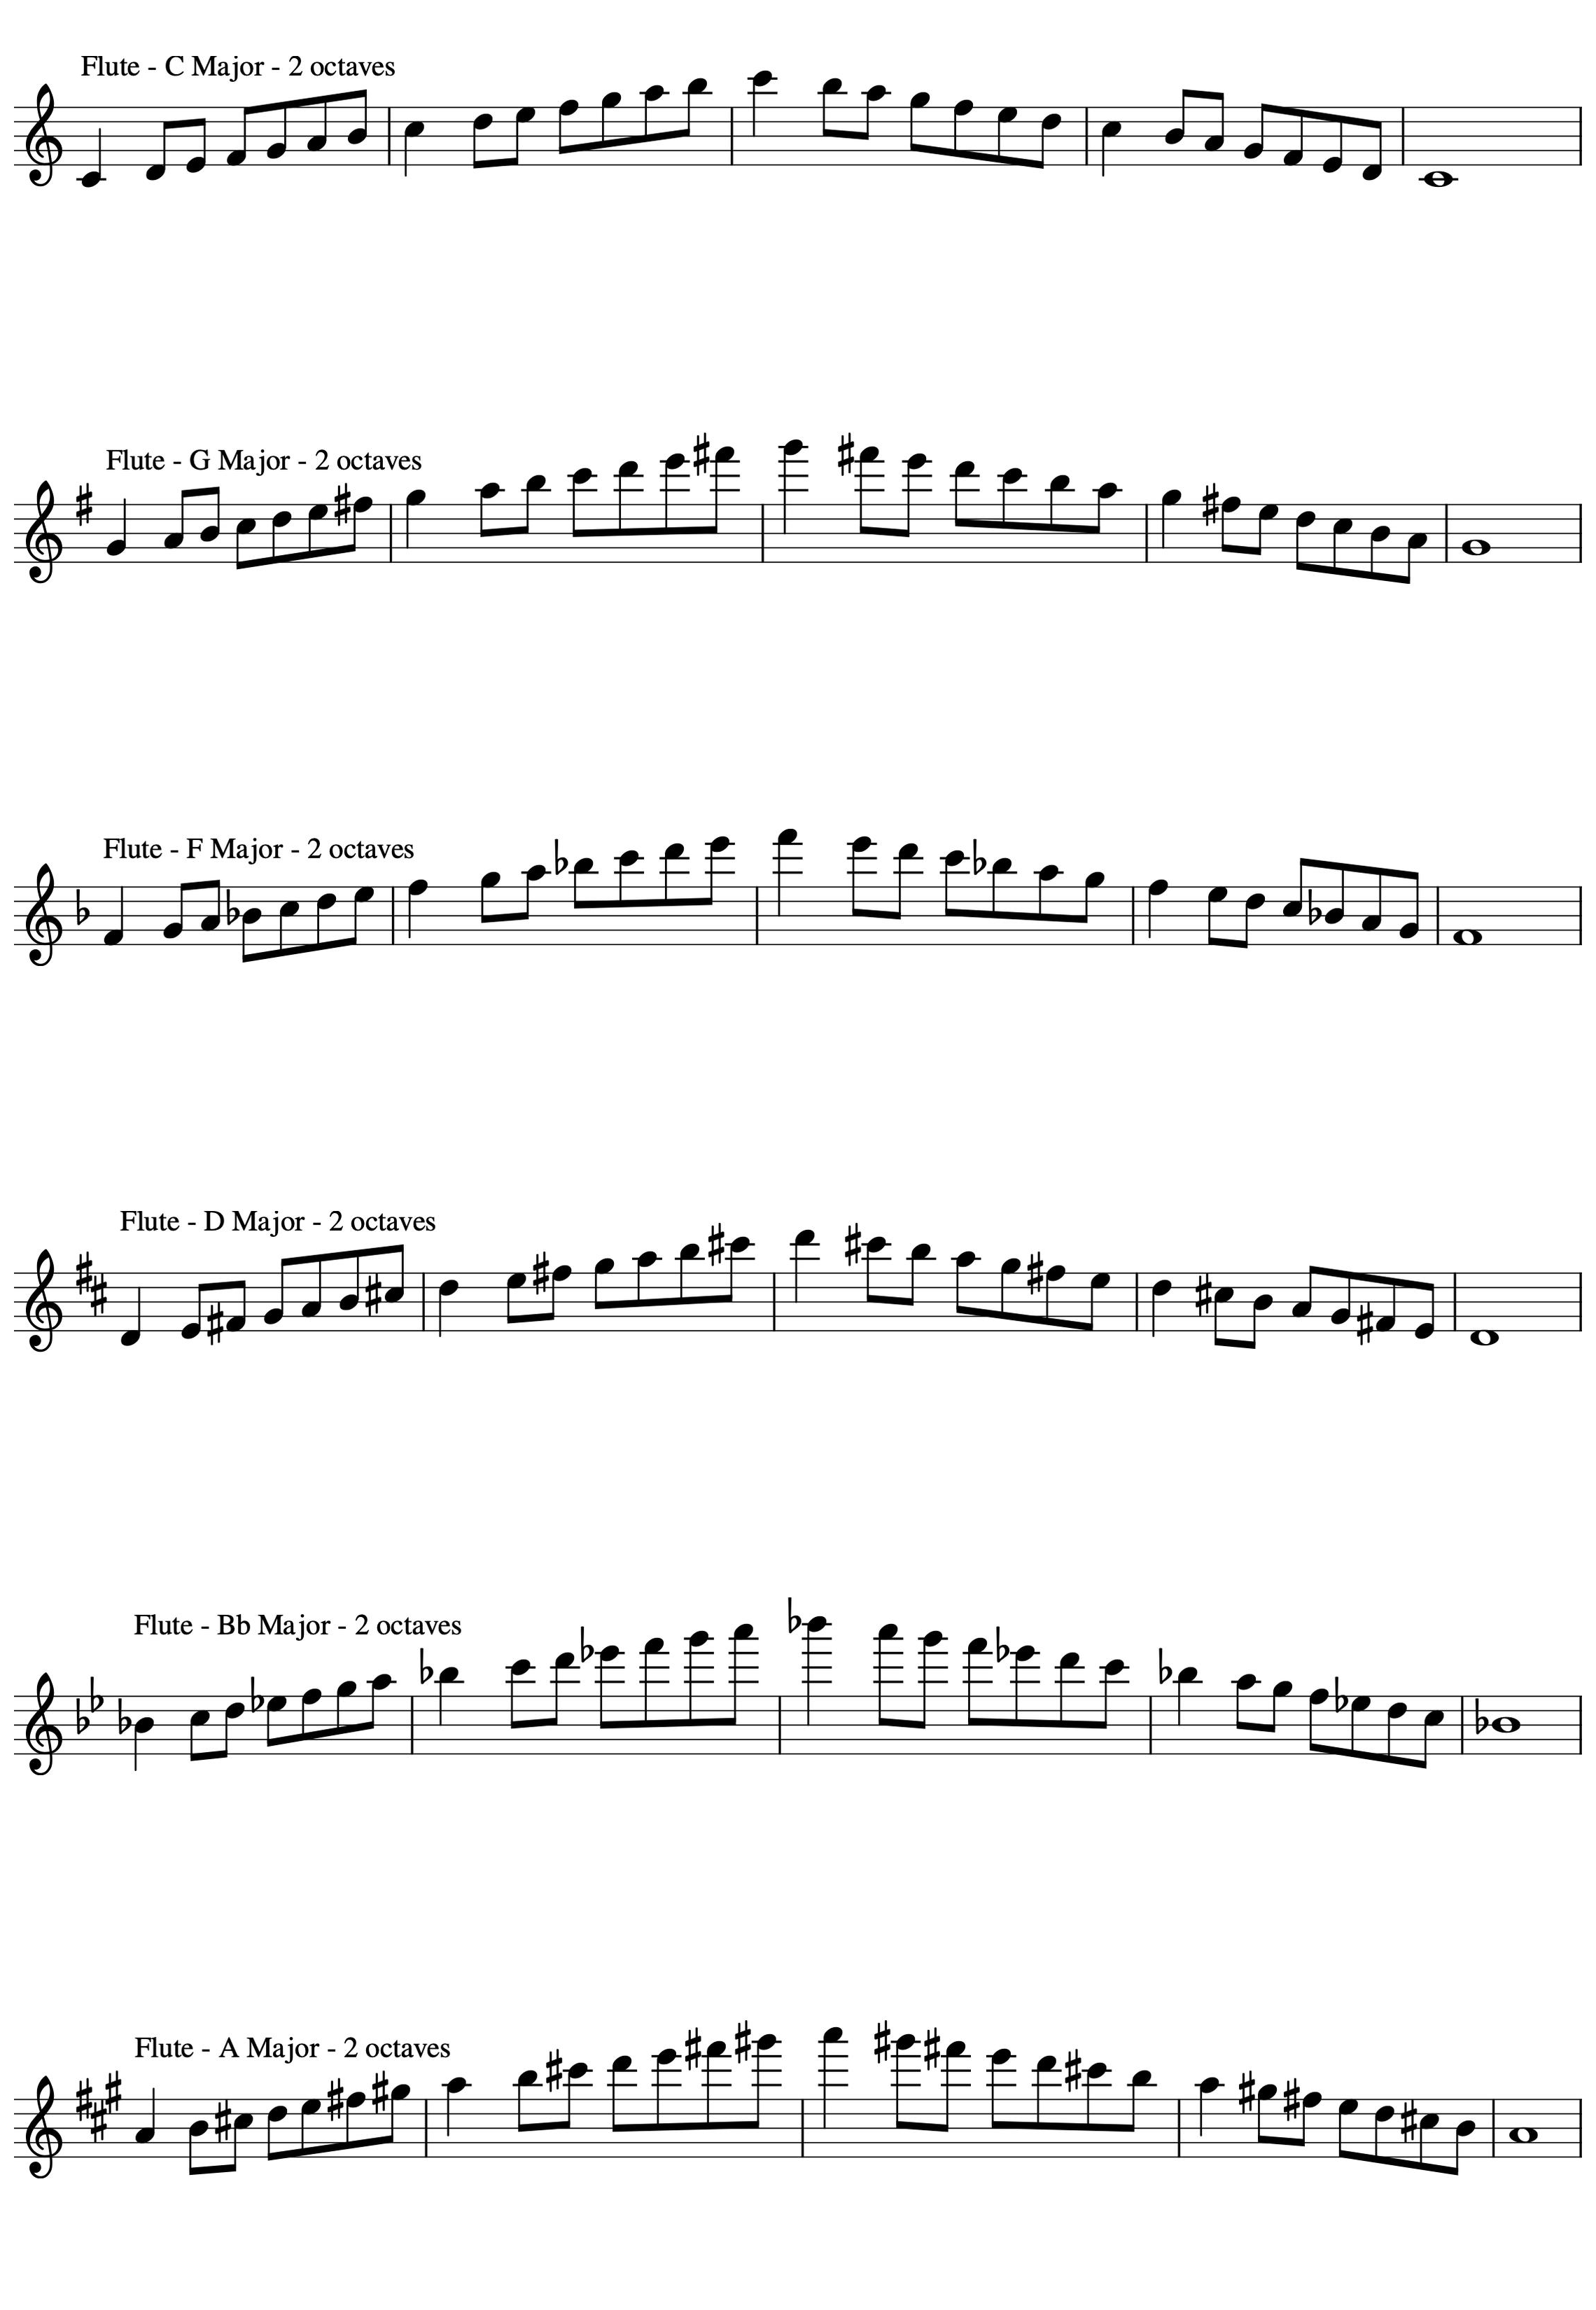 Flute - C Major - 2 octaves
Flute - G Major - 2 octaves
Flute - F Major - 2 octaves
Flute - D Major - 2 octaves
Flute - Bb Major - 2 octaves
Flute - A Major - 2 octaves